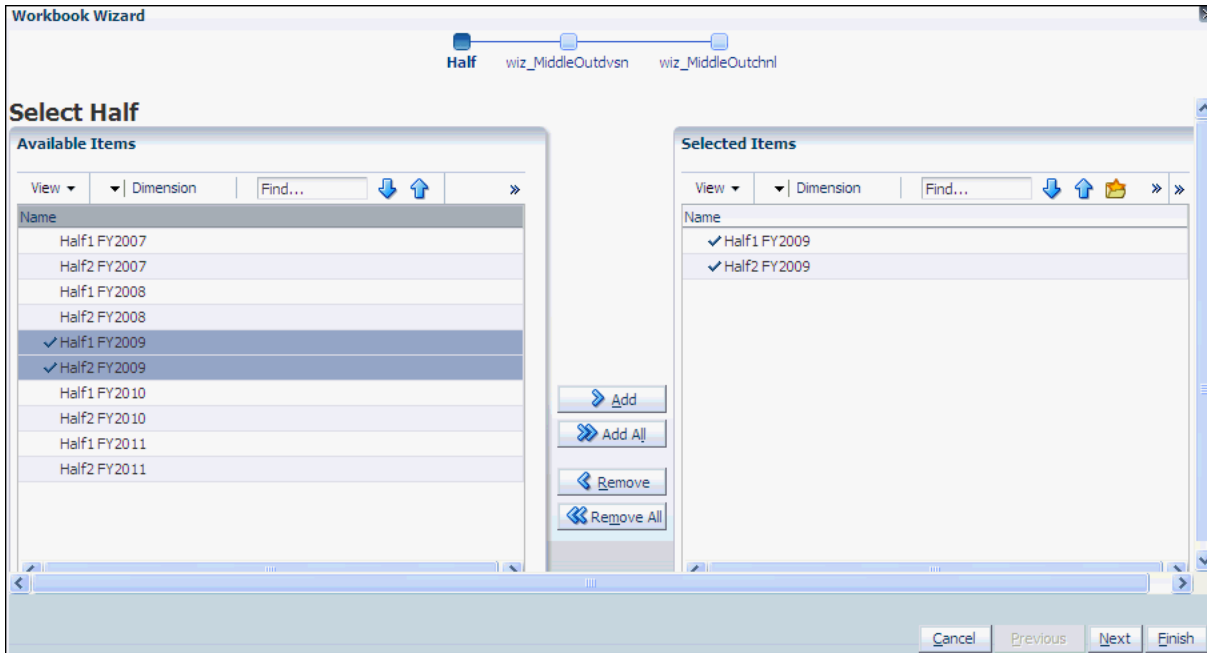 Workbook Wizard
Half wiz_MiddleOutdvsn wiz_MiddleOutchnl
Select Half
Available Items
View Dimension Find...
Name
Half1 FY2007
Half2 FY2007
Half1 FY2008
Half2 FY2008
Half1 FY2009
Half2 FY2009
Half1 FY2010
Half2 FY2010
Half1 FY2011
Half2 FY2011
Add
Add All
Remove
Remove All
Selected Items
View Dimension Find...
Name
Half1 FY2009
Half2 FY2009
Cancel Previous Next Finish